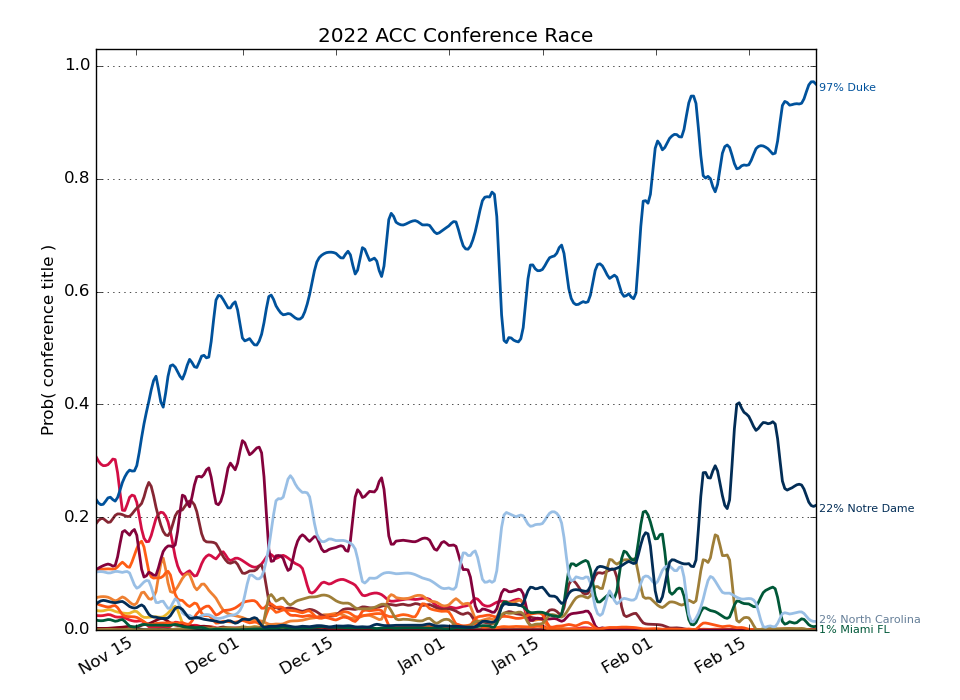 2022 ACC Conference Race
Prob( conference title )
1.0
0.8
0.6
0.4
0.2
0.0
Nov 15
Dec 01
Dec 15
Jan 01
Jan 15
Feb 01
Feb 15
97% Duke
22% Notre Dame
2% North Carolina
1% Miami FL